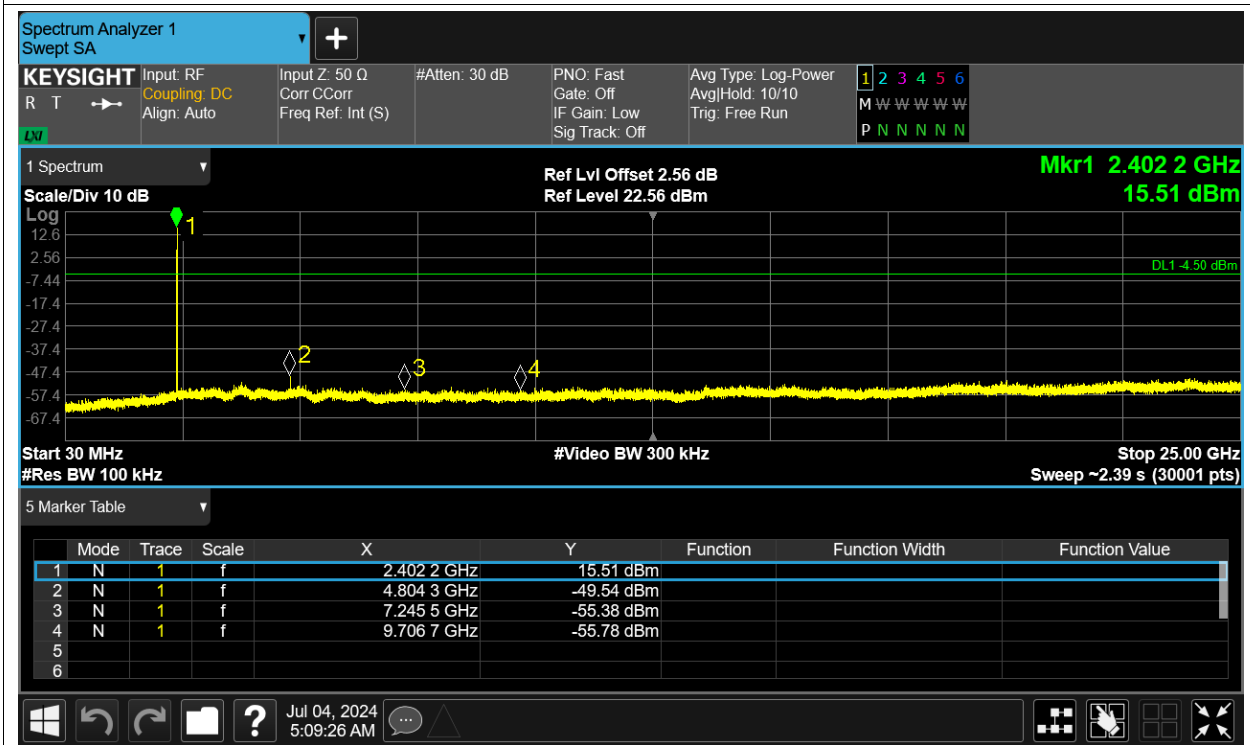 Spectrum Analyzer 1
Swept SA
KEYSIGHT
R T
LXI
Input: RF
Coupling: DC
Align: Auto
Input Z: 50 Ω
Corr CCorr
Freq Ref: Int (S)
#Atten: 30 dB
PNO: Fast
Gate: Off
IF Gain: Low
Sig Track: Off
Avg Type: Log-Power
Avg|Hold: 10/10
Trig: Free Run
1 2 3 4 5 6
M W W W W W
P N N N N N
1 Spectrum
Scale/Div 10 dB
Ref Lvl Offset 2.56 dB
Ref Level 22.56 dBm
Mkr1 2.402 2 GHz
15.51 dBm
Log
12.6
2.56
-7.44
-17.4
-27.4
-37.4
-47.4
-57.4
-67.4
1
2
3
4
DL1 -4.50 dBm
Start 30 MHz
#Video BW 300 kHz
Stop 25.00 GHz
#Res BW 100 kHz
Sweep ~2.39 s (30001 pts)
5 Marker Table
Mode Trace Scale X Y Function Function Width Function Value
1 N 1 f 2.402 2 GHz 15.51 dBm
2 N 1 f 4.804 3 GHz -49.54 dBm
3 N 1 f 7.245 5 GHz -55.38 dBm
4 N 1 f 9.706 7 GHz -55.78 dBm
5
6
?
Jul 04, 2024
5:09:26 AM